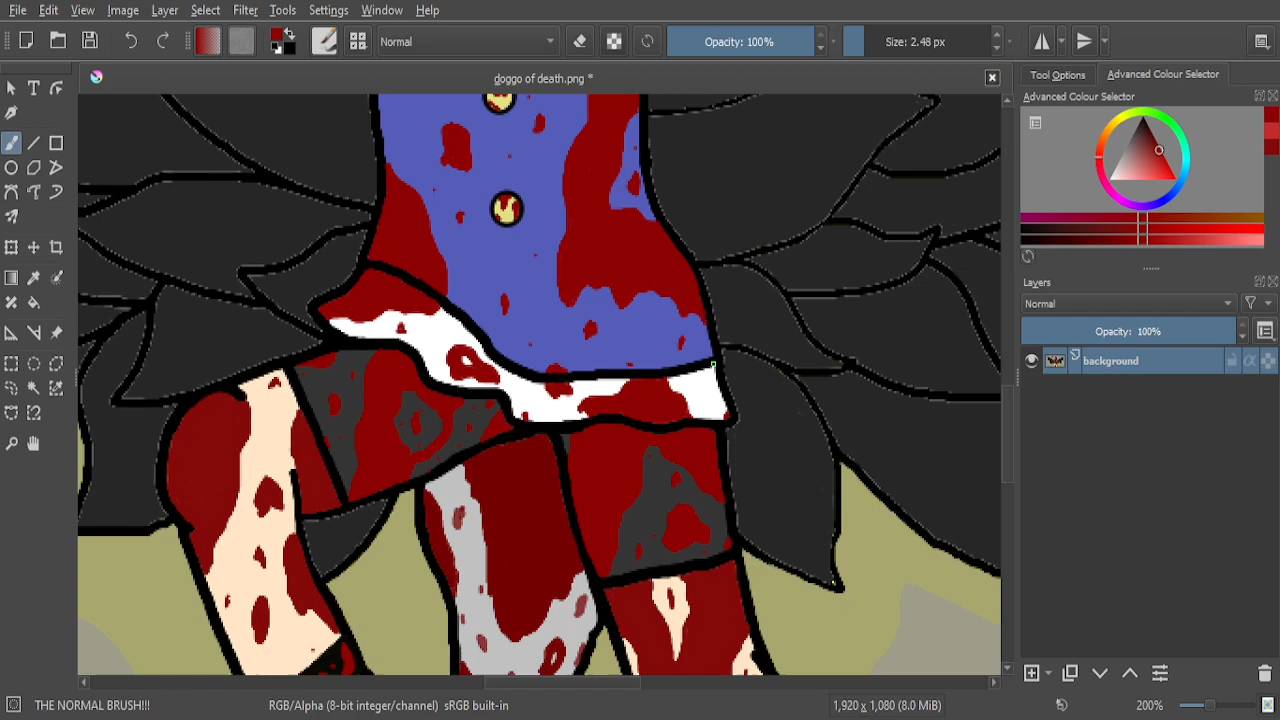 File Edit View Image Layer Select Filter Tools Settings Window Help
Normal Opacity: 100% Size: 2.48 px
doggo of death.png *
Tool Options Advanced Colour Selector
Advanced Colour Selector
Layers
Normal
Opacity: 100%
background
THE NORMAL BRUSH!!! RGB/Alpha (8-bit integer/channel) sRGB built-in 1,920 x 1,080 (8.0 MiB) 200%